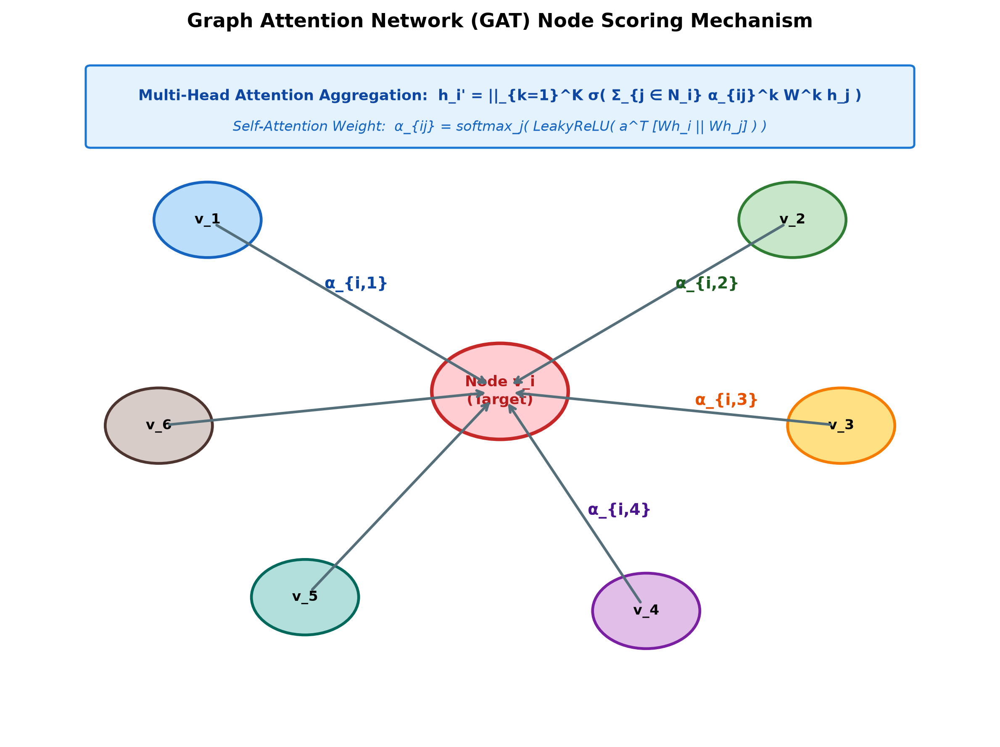 Graph Attention Network (GAT) Node Scoring Mechanism
Multi-Head Attention Aggregation:  h_i' = ||_{k=1}^K σ( Σ_{j ∈ N_i} α_{ij}^k W^k h_j )
Self-Attention Weight:  α_{ij} = softmax_j( LeakyReLU( a^T [Wh_i || Wh_j] ) )
v_1
v_2
α_{i,1}
α_{i,2}
Node v_i
(Target)
α_{i,3}
v_6
v_3
α_{i,4}
v_5
v_4